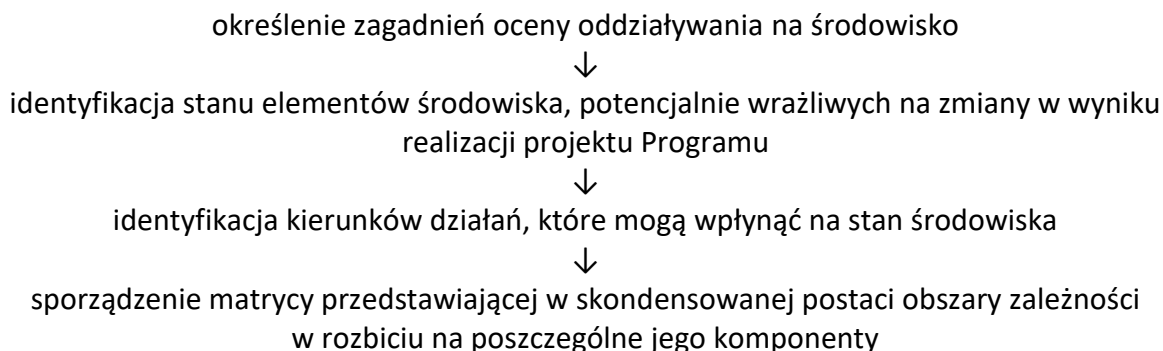 określenie zagadnień oceny oddziaływania na środowisko
↓
identyfikacja stanu elementów środowiska, potencjalnie wrażliwych na zmiany w wyniku
realizacji projektu Programu
↓
identyfikacja kierunków działań, które mogą wpłynąć na stan środowiska
↓
sporządzenie matrycy przedstawiającej w skondensowanej postaci obszary zależności
w rozbiciu na poszczególne jego komponenty